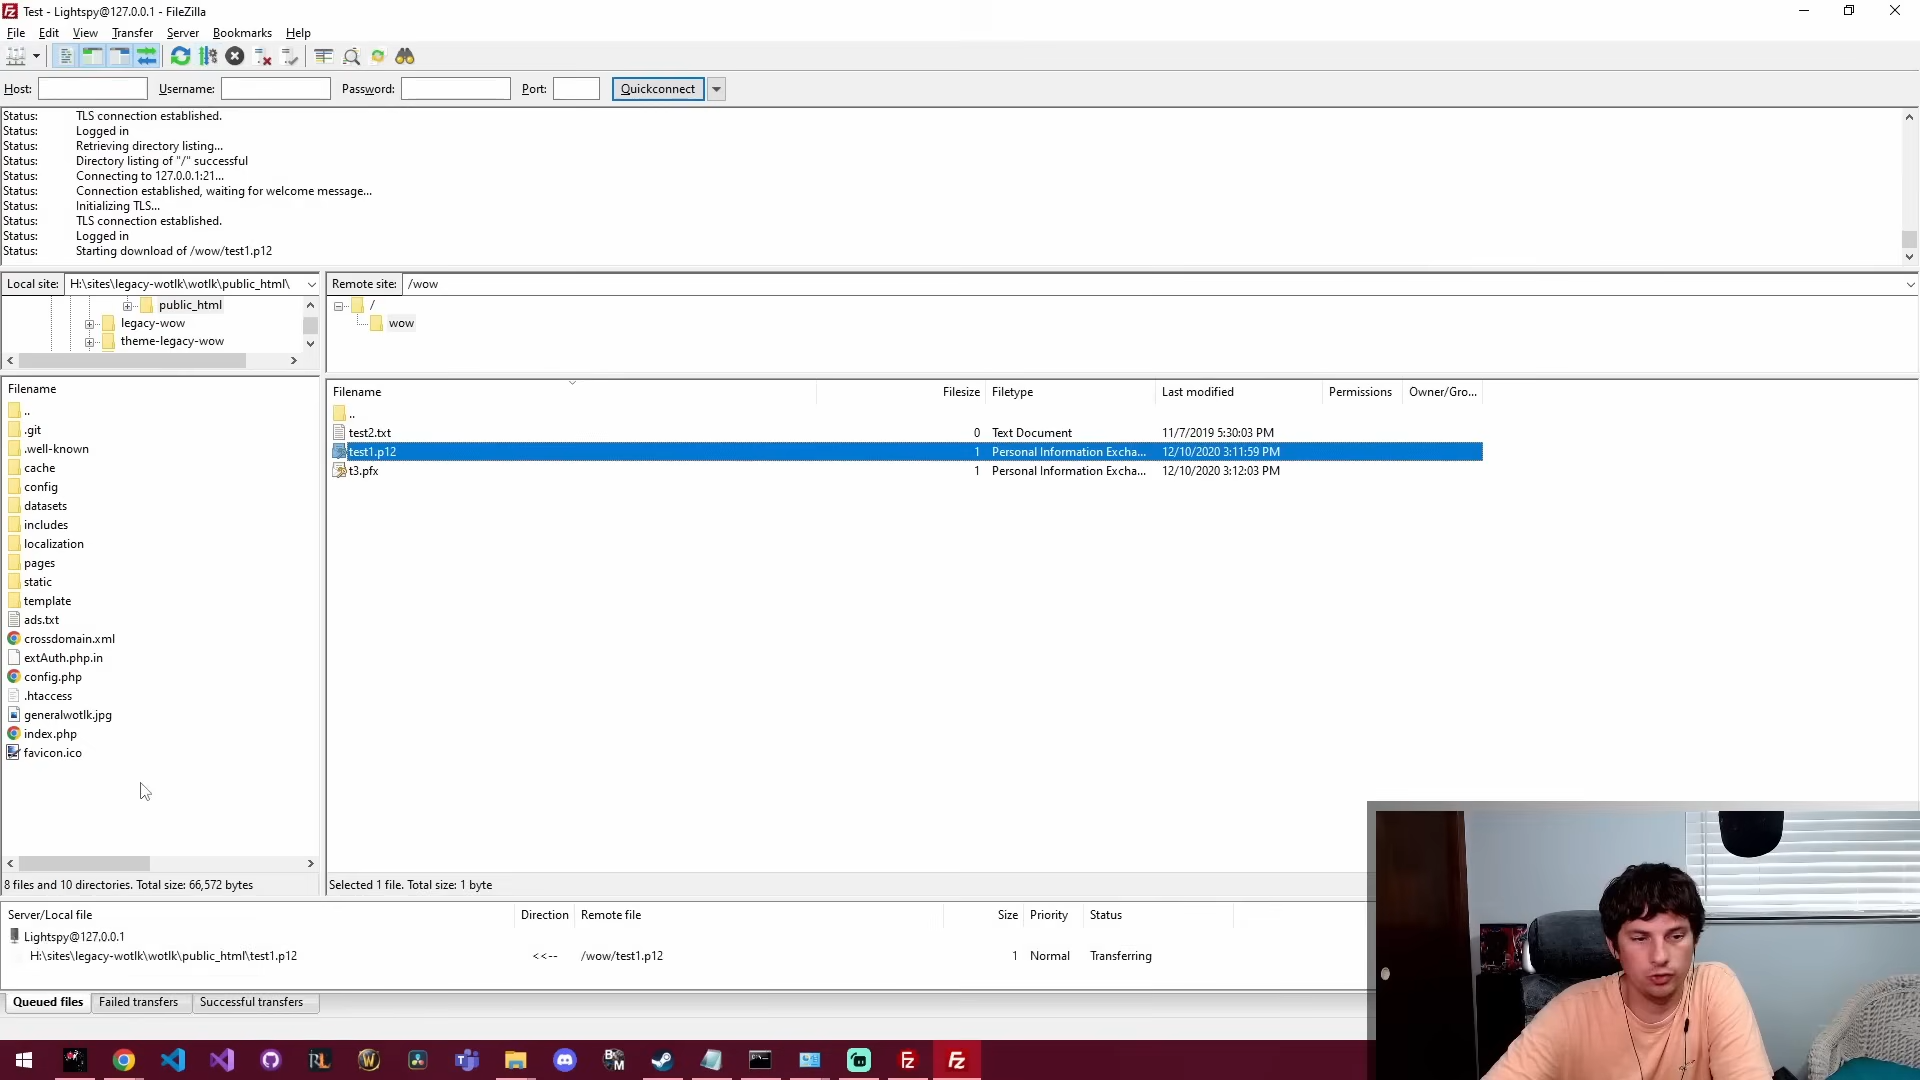 Test - Lightspy@127.0.0.1 - FileZilla
File Edit View Transfer Server Bookmarks Help
Host: Username: Password: Port: Quickconnect
Status: TLS connection established.
Status: Logged in
Status: Retrieving directory listing...
Status: Directory listing of "/" successful
Status: Connecting to 127.0.0.1:21...
Status: Connection established, waiting for welcome message...
Status: Initializing TLS...
Status: TLS connection established.
Status: Logged in
Status: Starting download of /wow/test1.p12
Local site: H:\sites\legacy-wotlk\wotlk\public_html\
public_html
legacy-wow
theme-legacy-wow
Remote site: /wow
/
wow
Filename
..
.git
.well-known
cache
config
datasets
includes
localization
pages
static
template
ads.txt
crossdomain.xml
extAuth.php.in
config.php
.htaccess
generalwotlk.jpg
index.php
favicon.ico
8 files and 10 directories. Total size: 66,572 bytes
Filename Filesize Filetype Last modified Permissions Owner/Gro...
..
test2.txt 0 Text Document 11/7/2019 5:30:03 PM
test1.p12 1 Personal Information Excha... 12/10/2020 3:11:59 PM
t3.pfx 1 Personal Information Excha... 12/10/2020 3:12:03 PM
Selected 1 file. Total size: 1 byte
Server/Local file Direction Remote file Size Priority Status
Lightspy@127.0.0.1
H:\sites\legacy-wotlk\wotlk\public_html\test1.p12 <<-- /wow/test1.p12 1 Normal Transferring
Queued files Failed transfers Successful transfers